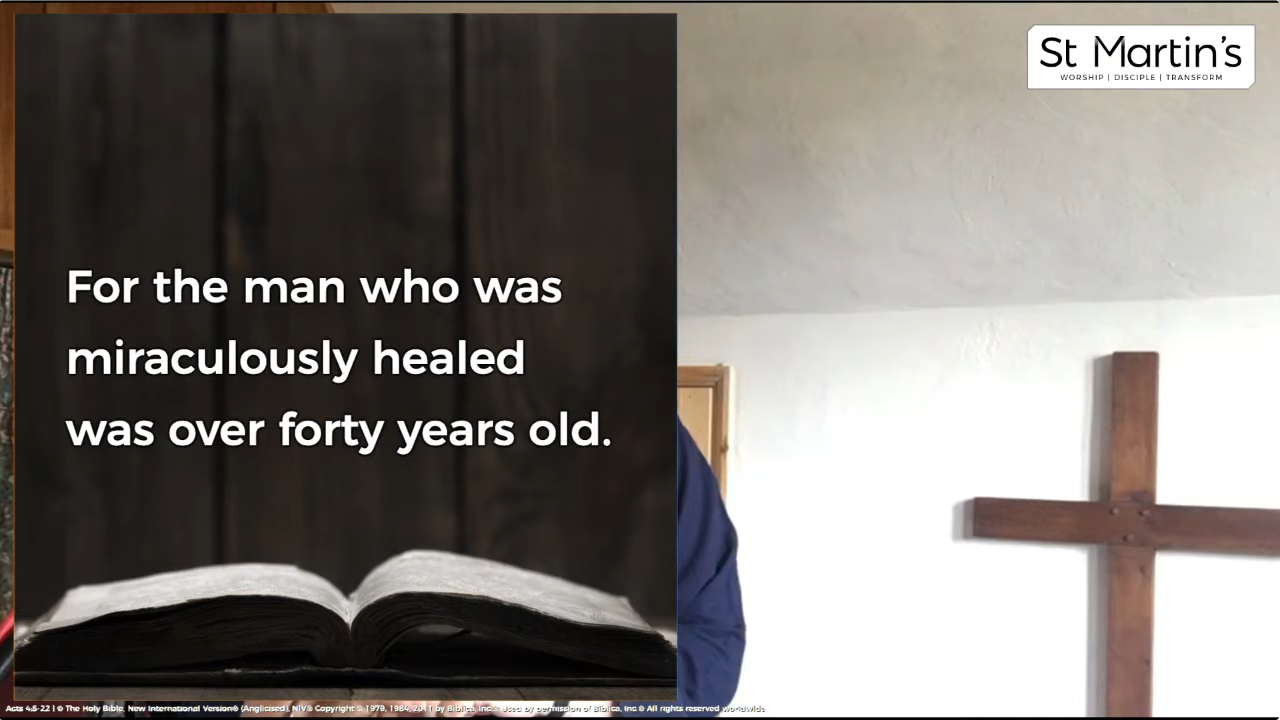 St Martin's
WORSHIP | DISCIPLE | TRANSFORM
For the man who was
miraculously healed
was over forty years old.
Acts 4:5-22 | © The Holy Bible, New International Version® (Anglicised), NIV® Copyright © 1979, 1984, 2011 by Biblica, Inc.® Used by permission of Biblica, Inc.® All rights reserved worldwide